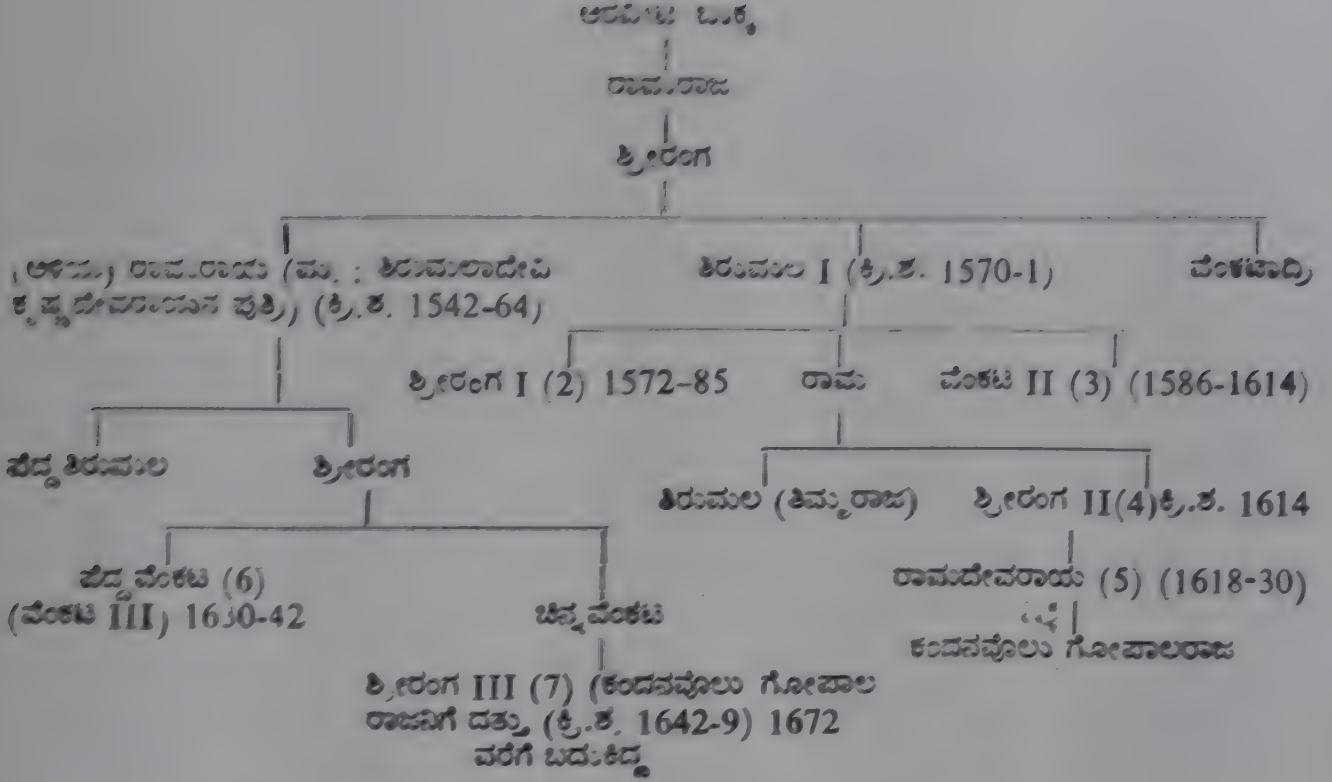 ಆರವೀಟಿ ಬುಕ್ಕ
ರಾಮರಾಜ
ಶ್ರೀರಂಗ
(ಅಳಿಯ) ರಾಮರಾಯ (ಮ. : ತಿರುಮಲಾದೇವಿ ತಿರುಮಲ I (ಕ್ರಿ.ಶ. 1570-1) ವೆಂಕಟಾದ್ರಿ
ಕೃಷ್ಣದೇವರಾಯನ ಪುತ್ರಿ) (ಕ್ರಿ.ಶ. 1542-64)
ಶ್ರೀರಂಗ I (2) 1572-85 ರಾಮ ವೆಂಕಟ II (3) (1586-1614)
ಪೆದ್ದ ತಿರುಮಲ ಶ್ರೀರಂಗ
ತಿರುಮಲ (ತಿಮ್ಮರಾಜ) ಶ್ರೀರಂಗ II(4)ಕ್ರಿ.ಶ. 1614
ಪೆದ್ದ ವೆಂಕಟ (6) ರಾಮದೇವರಾಯ (5) (1618-30)
(ವೆಂಕಟ III) 1630-42 ಚಿನ್ನ ವೆಂಕಟ
ಕಂದನವೊಲು ಗೋಪಾಲರಾಜ
ಶ್ರೀರಂಗ III (7) (ಕಂದನವೊಲು ಗೋಪಾಲ
ರಾಜನಿಗೆ ದತ್ತು, (ಕ್ರಿ.ಶ. 1642-9) 1672
ವರೆಗೆ ಬದುಕಿದ್ದ